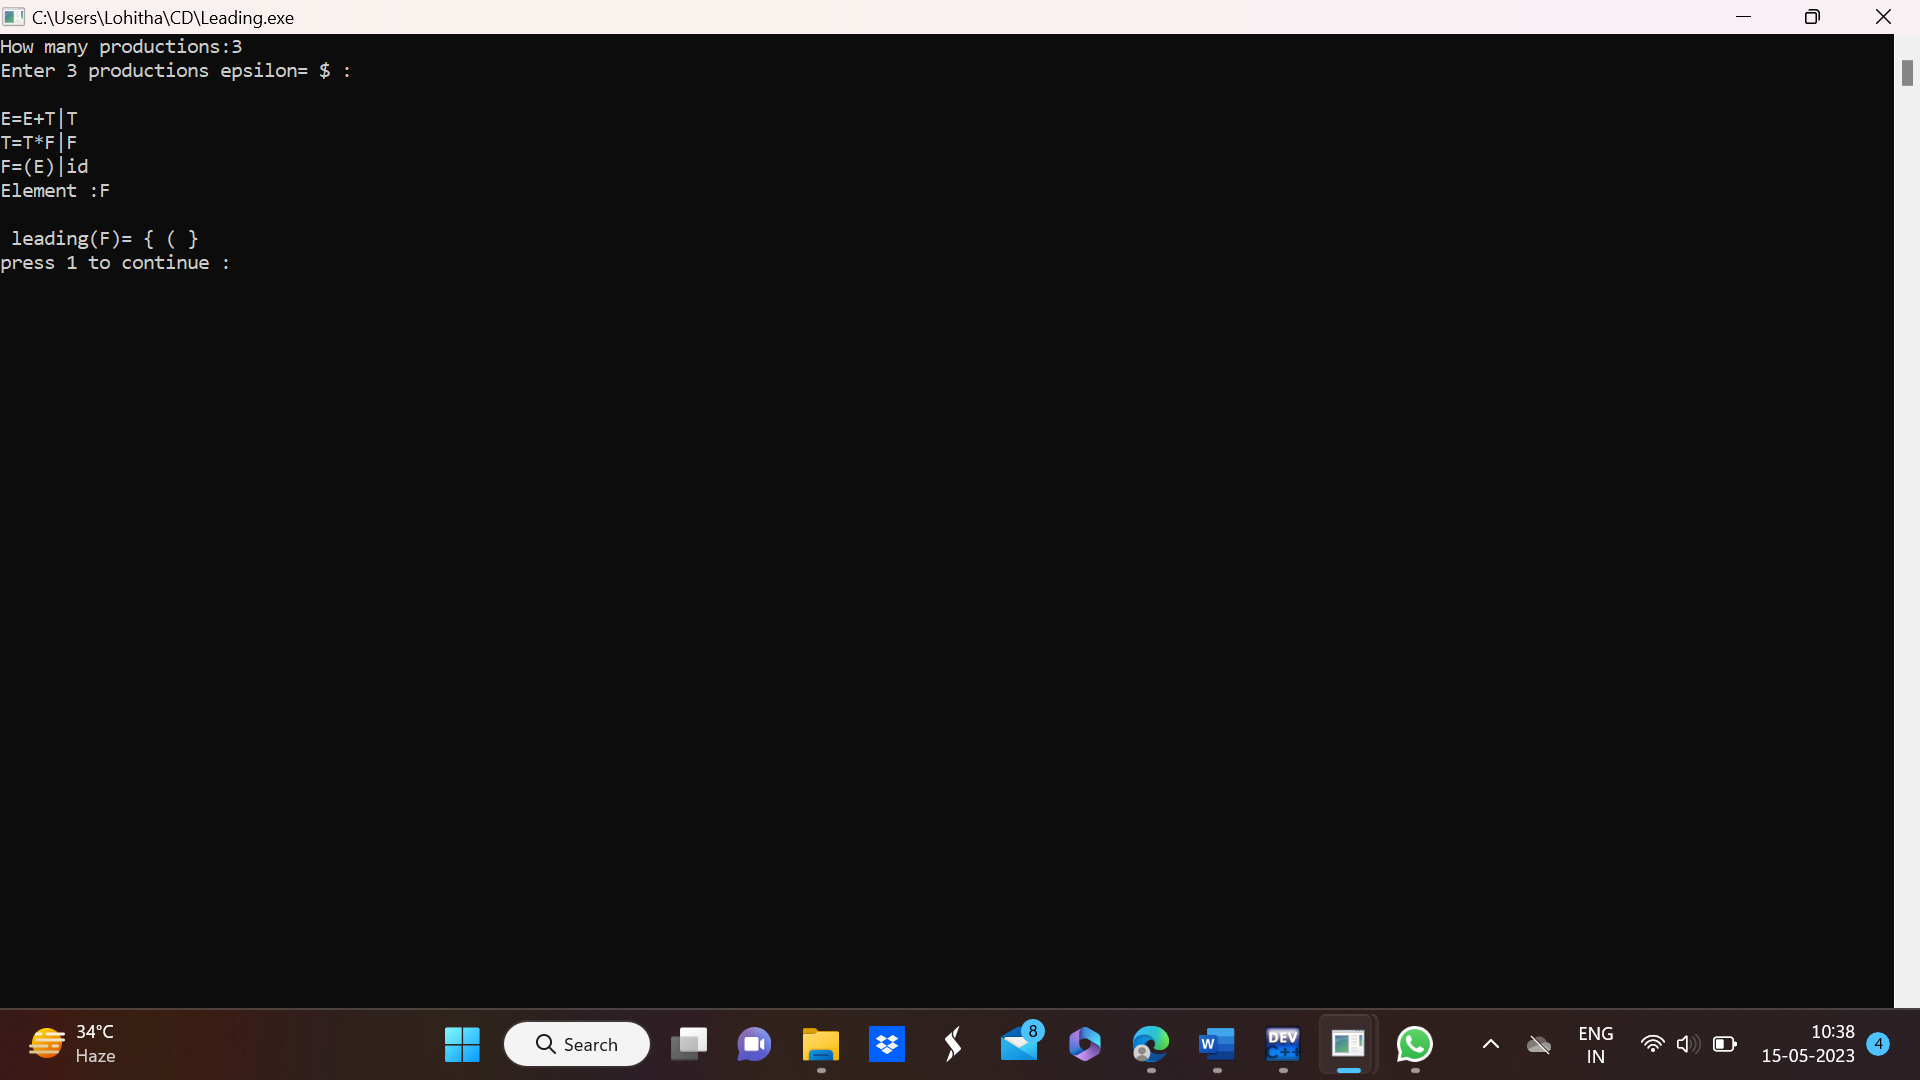 C:\Users\Lohitha\CD\Leading.exe
How many productions:3
Enter 3 productions epsilon= $ :
E=E+T|T
T=T*F|F
F=(E)|id
Element :F
leading(F)= { ( }
press 1 to continue :
34°C
Haze
Search
8
W
DEV
C++
ENG
IN
10:38
15-05-2023
4